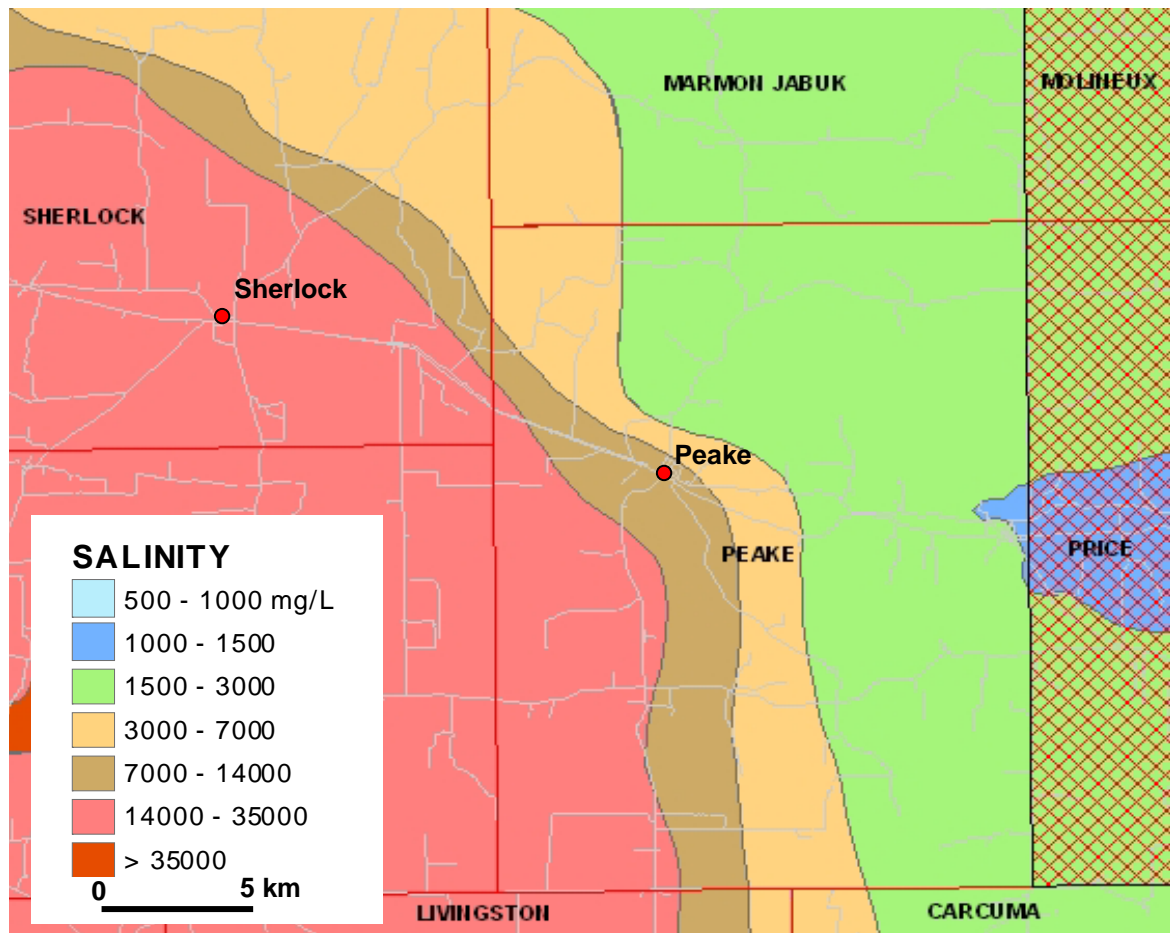 MARMON JABUK
MOLINEUX
SHERLOCK
Sherlock
Peake
PEAKE
PRICE
SALINITY
500 - 1000 mg/L
1000 - 1500
1500 - 3000
3000 - 7000
7000 - 14000
14000 - 35000
> 35000
0 5 km
LIVINGSTON
CARCUMA